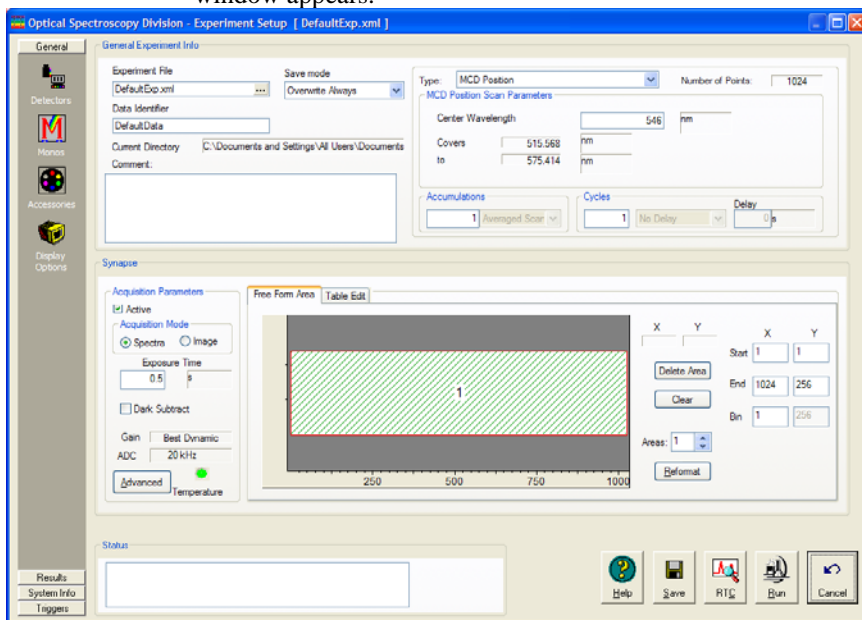 window appears.
Optical Spectroscopy Division - Experiment Setup [ DefaultExp.xml ]
General
Detectors
Monos
Accessories
Display
Options
Results
System Info
Triggers
General Experiment Info
Experiment File
DefaultExp.xml ...
Save mode
Overwrite Always
Data Identifier
DefaultData
Current Directory C:\Documents and Settings\All Users\Documents
Comment:
Type: MCD Position
Number of Points: 1024
MCD Position Scan Parameters
Center Wavelength 546 nm
Covers 515.568 nm
to 575.414 nm
Accumulations
1 Averaged Scan
Cycles
1 No Delay
Delay
0 s
Synapse
Acquisition Parameters
Active
Acquisition Mode
Spectra Image
Exposure Time
0.5 s
Dark Subtract
Gain Best Dynamic
ADC 20 kHz
Advanced
Temperature
Free Form Area Table Edit
1
250 500 750 1000
X Y
Delete Area
Clear
Areas: 1
Reformat
X Y
Start 1 1
End 1024 256
Bin 1 256
Status
Help
Save
RTC
Run
Cancel